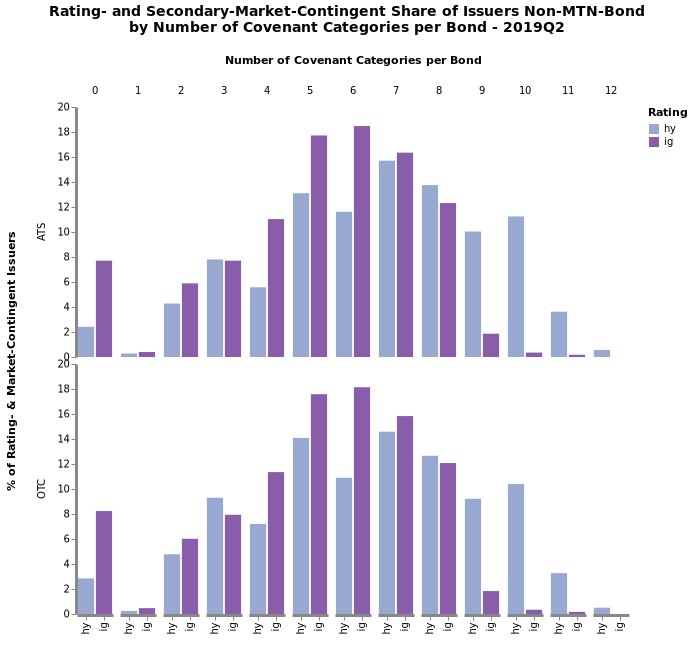 Rating- and Secondary-Market-Contingent Share of Issuers Non-MTN-Bond
by Number of Covenant Categories per Bond - 2019Q2
Number of Covenant Categories per Bond
0 1 2 3 4 5 6 7 8 9 10 11 12
Rating
hy
ig
% of Rating- & Market-Contingent Issuers
ATS
20
18
16
14
12
10
8
6
4
2
0
OTC
20
18
16
14
12
10
8
6
4
2
0
hy ig hy ig hy ig hy ig hy ig hy ig hy ig hy ig hy ig hy ig hy ig hy ig hy ig